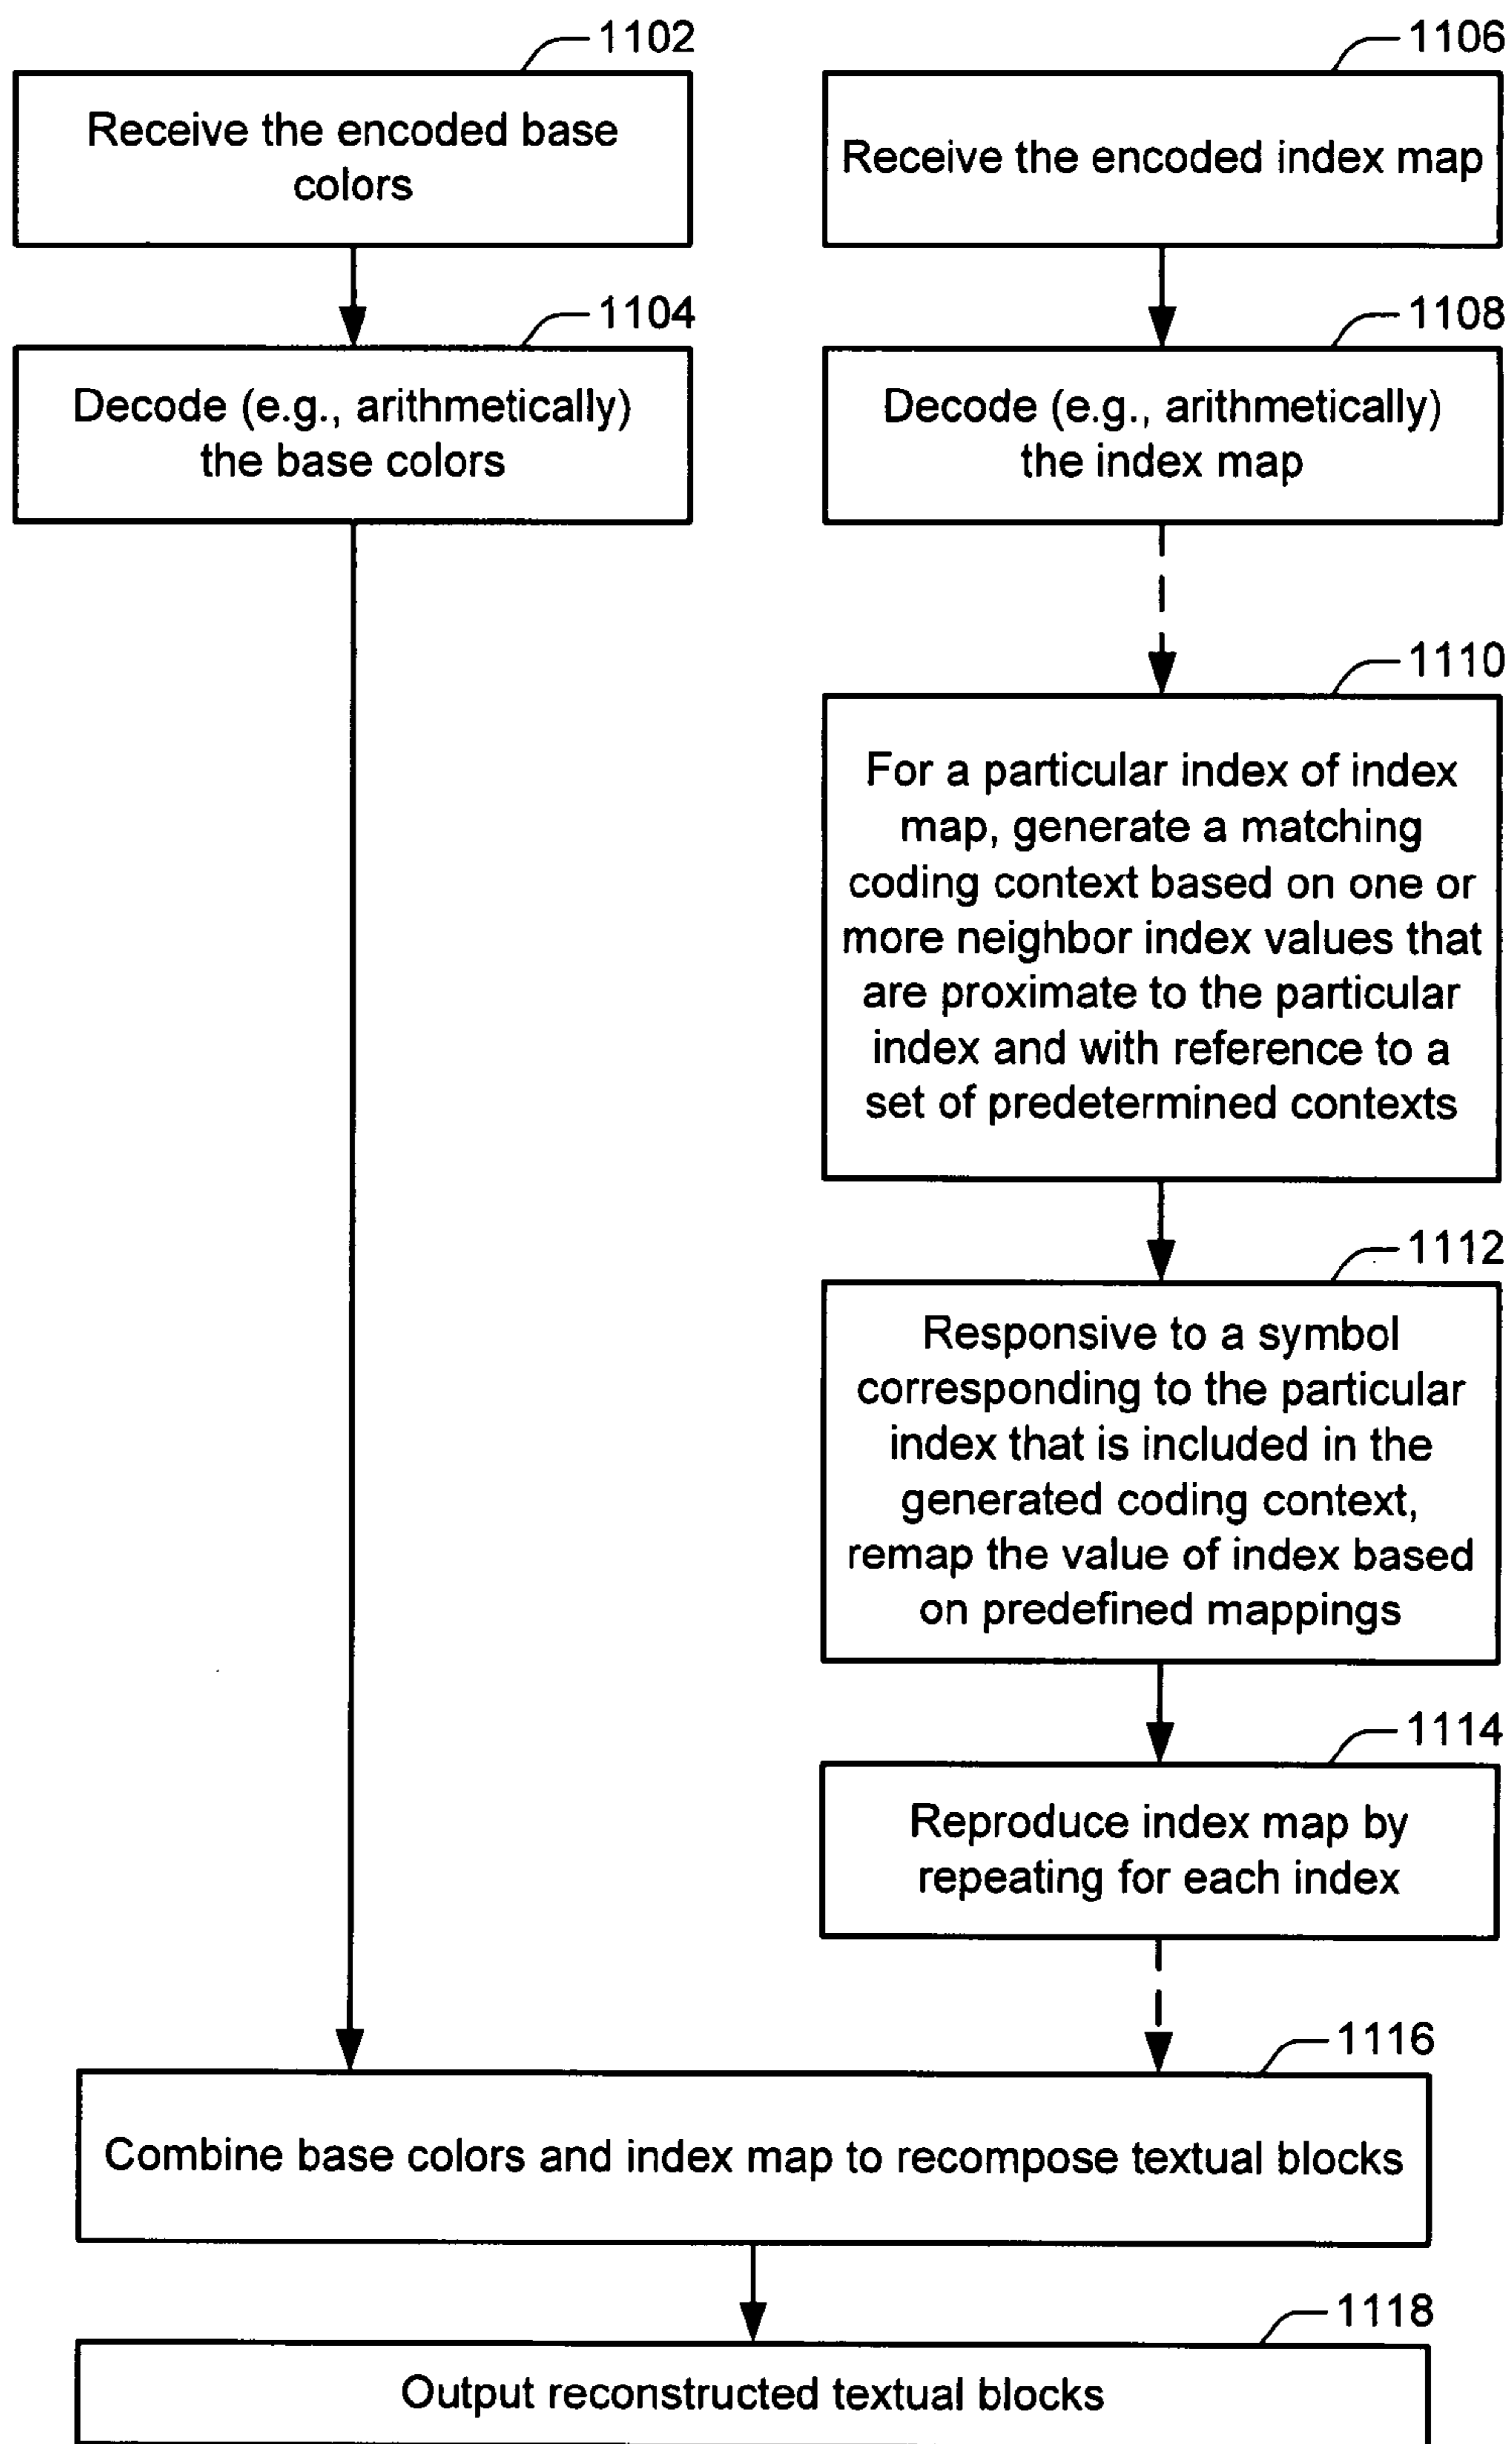 1102
Receive the encoded base
colors
1106
Receive the encoded index map
1104
Decode (e.g., arithmetically)
the base colors
1108
Decode (e.g., arithmetically)
the index map
1110
For a particular index of index
map, generate a matching
coding context based on one or
more neighbor index values that
are proximate to the particular
index and with reference to a
set of predetermined contexts
1112
Responsive to a symbol
corresponding to the particular
index that is included in the
generated coding context,
remap the value of index based
on predefined mappings
1114
Reproduce index map by
repeating for each index
1116
Combine base colors and index map to recompose textual blocks
1118
Output reconstructed textual blocks